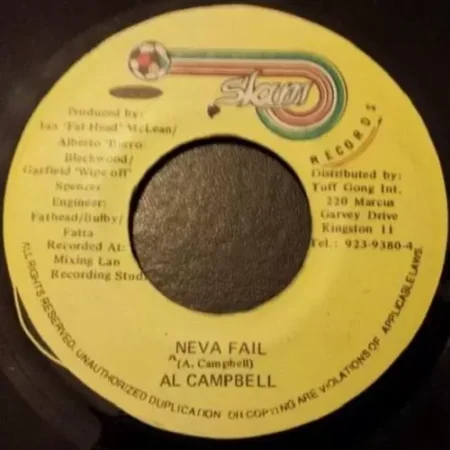 Slam
RECORDS
Produced by:
Ian "Fat Head" McLean/
Alberto "Burro"
Blackwood/
Garfield "Wipe off"
Spencer
Engineer:
Fathead/Bulby/
Fatta
Recorded At:
Mixing Lan
Recording Stud
Distributed by:
Tuff Gong Int.
220 Marcus
Garvey Drive
Kingston 11
Tel.: 923-9380-4
NEVA FAIL
(A. Campbell)
AL CAMPBELL
ALL RIGHTS RESERVED. UNAUTHORIZED DUPLICATION OR COPYING ARE VIOLATIONS OF APPLICABLE LAWS.